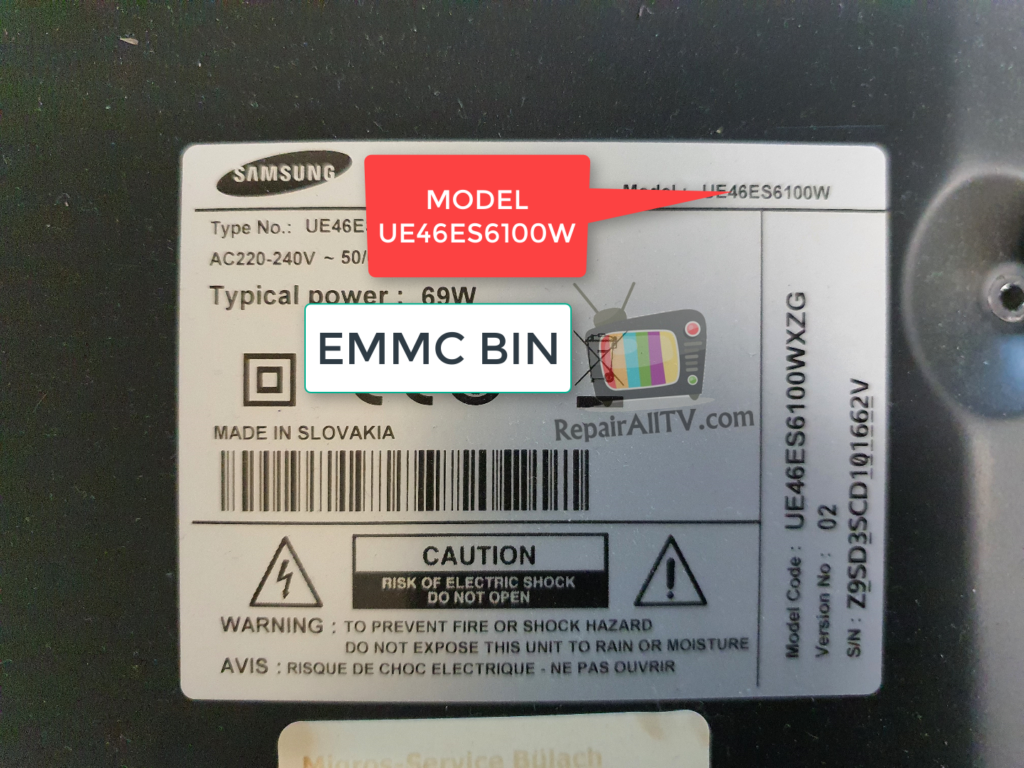 SAMSUNG
MODEL
UE46ES6100W
Model : UE46ES6100W
Type No.: UE46E
AC220-240V ~ 50/
Typical power : 69W
EMMC BIN
RepairAllTV.com
MADE IN SLOVAKIA
CAUTION
RISK OF ELECTRIC SHOCK
DO NOT OPEN
WARNING : TO PREVENT FIRE OR SHOCK HAZARD
DO NOT EXPOSE THIS UNIT TO RAIN OR MOISTURE
AVIS : RISQUE DE CHOC ELECTRIQUE - NE PAS OUVRIR
Model Code : UE46ES6100WXZG
Version No : 02
S/N : Z9SD3SCD101662V
Migros-Service Bülach